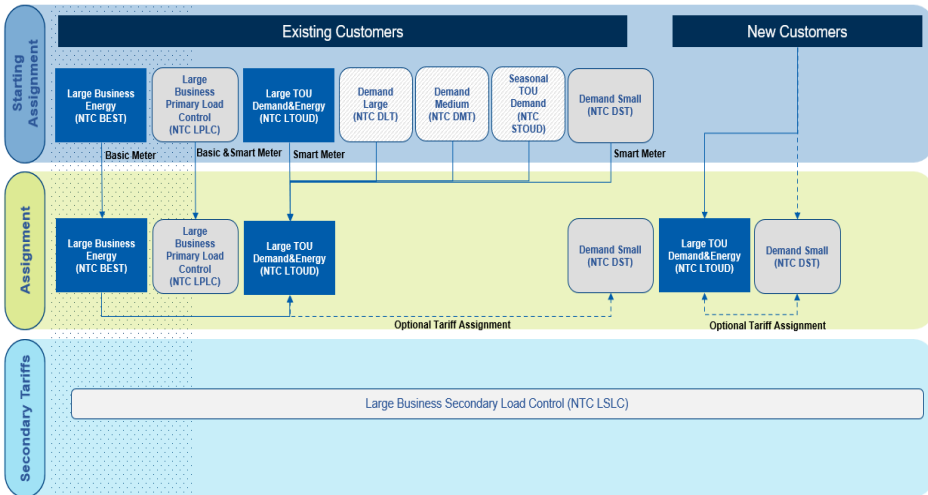 Existing Customers
New Customers
Starting
Assignment
Large Business
Energy
(NTC BEST)
Large
Business
Primary Load
Control
(NTC LPLC)
Large TOU
Demand&Energy
(NTC LTOUD)
Demand
Large
(NTC DLT)
Demand
Medium
(NTC DMT)
Seasonal
TOU
Demand
(NTC
STOUD)
Demand Small
(NTC DST)
Basic Meter
Basic & Smart Meter
Smart Meter
Smart Meter
Assignment
Large Business
Energy
(NTC BEST)
Large
Business
Primary Load
Control
(NTC LPLC)
Large TOU
Demand&Energy
(NTC LTOUD)
Demand Small
(NTC DST)
Large TOU
Demand&Energy
(NTC LTOUD)
Demand Small
(NTC DST)
Optional Tariff Assignment
Optional Tariff Assignment
Secondary Tariffs
Large Business Secondary Load Control (NTC LSLC)